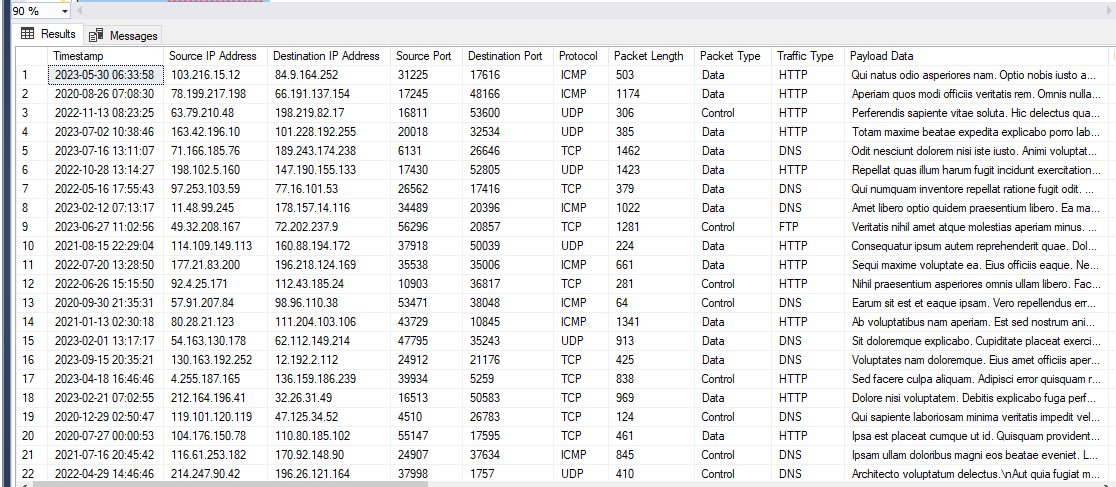 90 %
Results Messages
Timestamp Source IP Address Destination IP Address Source Port Destination Port Protocol Packet Length Packet Type Traffic Type Payload Data
1 2023-05-30 06:33:58 103.216.15.12 84.9.164.252 31225 17616 ICMP 503 Data HTTP Qui natus odio asperiores nam. Optio nobis iusto a...
2 2020-08-26 07:08:30 78.199.217.198 66.191.137.154 17245 48166 ICMP 1174 Data HTTP Aperiam quos modi officiis veritatis rem. Omnis nulla...
3 2022-11-13 08:23:25 63.79.210.48 198.219.82.17 16811 53600 UDP 306 Control HTTP Perferendis sapiente vitae soluta. Hic delectus qua...
4 2023-07-02 10:38:46 163.42.196.10 101.228.192.255 20018 32534 UDP 385 Data HTTP Totam maxime beatae expedita explicabo porro lab...
5 2023-07-16 13:11:07 71.166.185.76 189.243.174.238 6131 26646 TCP 1462 Data DNS Odit nesciunt dolorem nisi iste iusto. Animi voluptat...
6 2022-10-28 13:14:27 198.102.5.160 147.190.155.133 17430 52805 UDP 1423 Data HTTP Repellat quas illum harum fugit incidunt exercitation...
7 2022-05-16 17:55:43 97.253.103.59 77.16.101.53 26562 17416 TCP 379 Data DNS Qui numquam inventore repellat ratione fugit odit. ...
8 2023-02-12 07:13:17 11.48.99.245 178.157.14.116 34489 20396 ICMP 1022 Data DNS Amet libero optio quidem praesentium libero. Ea ma...
9 2023-06-27 11:02:56 49.32.208.167 72.202.237.9 56296 20857 TCP 1281 Control FTP Veritatis nihil amet atque molestias aperiam minus. ...
10 2021-08-15 22:29:04 114.109.149.113 160.88.194.172 37918 50039 UDP 224 Data HTTP Consequatur ipsum autem reprehenderit quae. Dol...
11 2022-07-20 13:28:50 177.21.83.200 196.218.124.169 35538 35006 ICMP 661 Data HTTP Sequi maxime voluptate ea. Eius officiis eaque. Ne...
12 2022-06-26 15:15:50 92.4.25.171 112.43.185.24 10903 36817 TCP 281 Control HTTP Nihil praesentium asperiores omnis ullam libero. Fac...
13 2020-09-30 21:35:31 57.91.207.84 98.96.110.38 53471 38048 ICMP 64 Control DNS Earum sit est et eaque ipsam. Vero repellendus err...
14 2021-01-13 02:30:18 80.28.21.123 111.204.103.106 43729 10845 ICMP 1341 Data HTTP Ab voluptatibus nam aperiam. Est sed nostrum ani...
15 2023-02-01 13:17:17 54.163.130.178 62.112.149.214 47795 35243 UDP 913 Data DNS Sit doloremque explicabo. Cupiditate placeat exerci...
16 2023-09-15 20:35:21 130.163.192.252 12.192.2.112 24912 21176 TCP 425 Data DNS Voluptates nam doloremque. Eius amet officiis aper...
17 2023-04-18 16:46:46 4.255.187.165 136.159.186.239 39934 5259 TCP 838 Control HTTP Sed facere culpa aliquam. Adipisci error quisquam r...
18 2023-02-21 07:02:55 212.164.196.41 32.26.31.49 16513 50583 TCP 969 Data HTTP Dolore nisi voluptatem. Debitis explicabo fuga perf...
19 2020-12-29 02:50:47 119.101.120.119 47.125.34.52 4510 26783 TCP 124 Control DNS Qui sapiente laboriosam minima veritatis impedit vel...
20 2020-07-27 00:00:53 104.176.150.78 110.80.185.102 55147 17595 TCP 461 Data HTTP Ipsa est placeat cumque ut id. Quisquam provident...
21 2021-07-16 20:45:42 116.61.253.182 170.92.148.90 24907 37634 ICMP 845 Control DNS Ipsam ullam doloribus magni eos beatae eveniet. L...
22 2022-04-29 14:46:46 214.247.90.42 196.26.121.164 37998 1757 UDP 410 Control DNS Architecto voluptatum delectus.\nAut quia fugiat m...